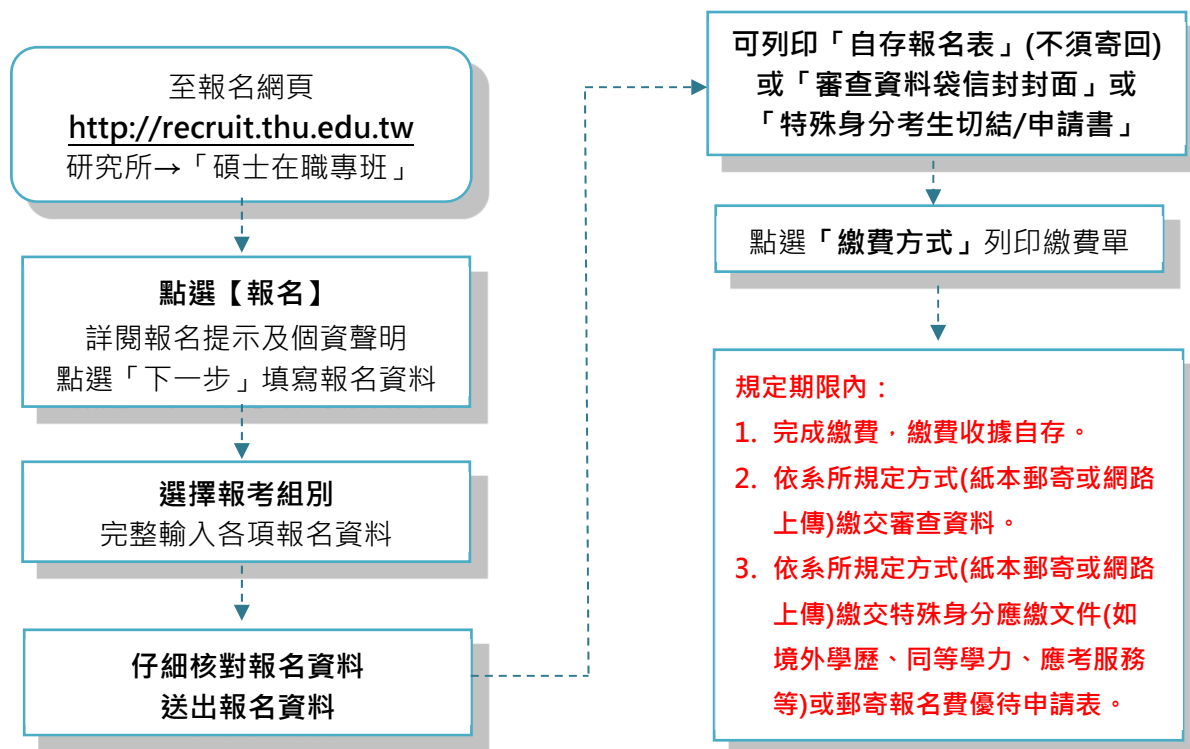 至報名網頁
http://recruit.thu.edu.tw
研究所→「碩士在職專班」
點選【報名】
詳閱報名提示及個資聲明
點選「下一步」填寫報名資料
選擇報考組別
完整輸入各項報名資料
仔細核對報名資料
送出報名資料
可列印「自存報名表」(不須寄回)
或「審查資料袋信封封面」或
「特殊身分考生切結/申請書」
點選「繳費方式」列印繳費單
規定期限內：
1. 完成繳費，繳費收據自存。
2. 依系所規定方式(紙本郵寄或網路
上傳)繳交審查資料。
3. 依系所規定方式(紙本郵寄或網路
上傳)繳交特殊身分應繳文件(如
境外學歷、同等學力、應考服務
等)或郵寄報名費優待申請表。